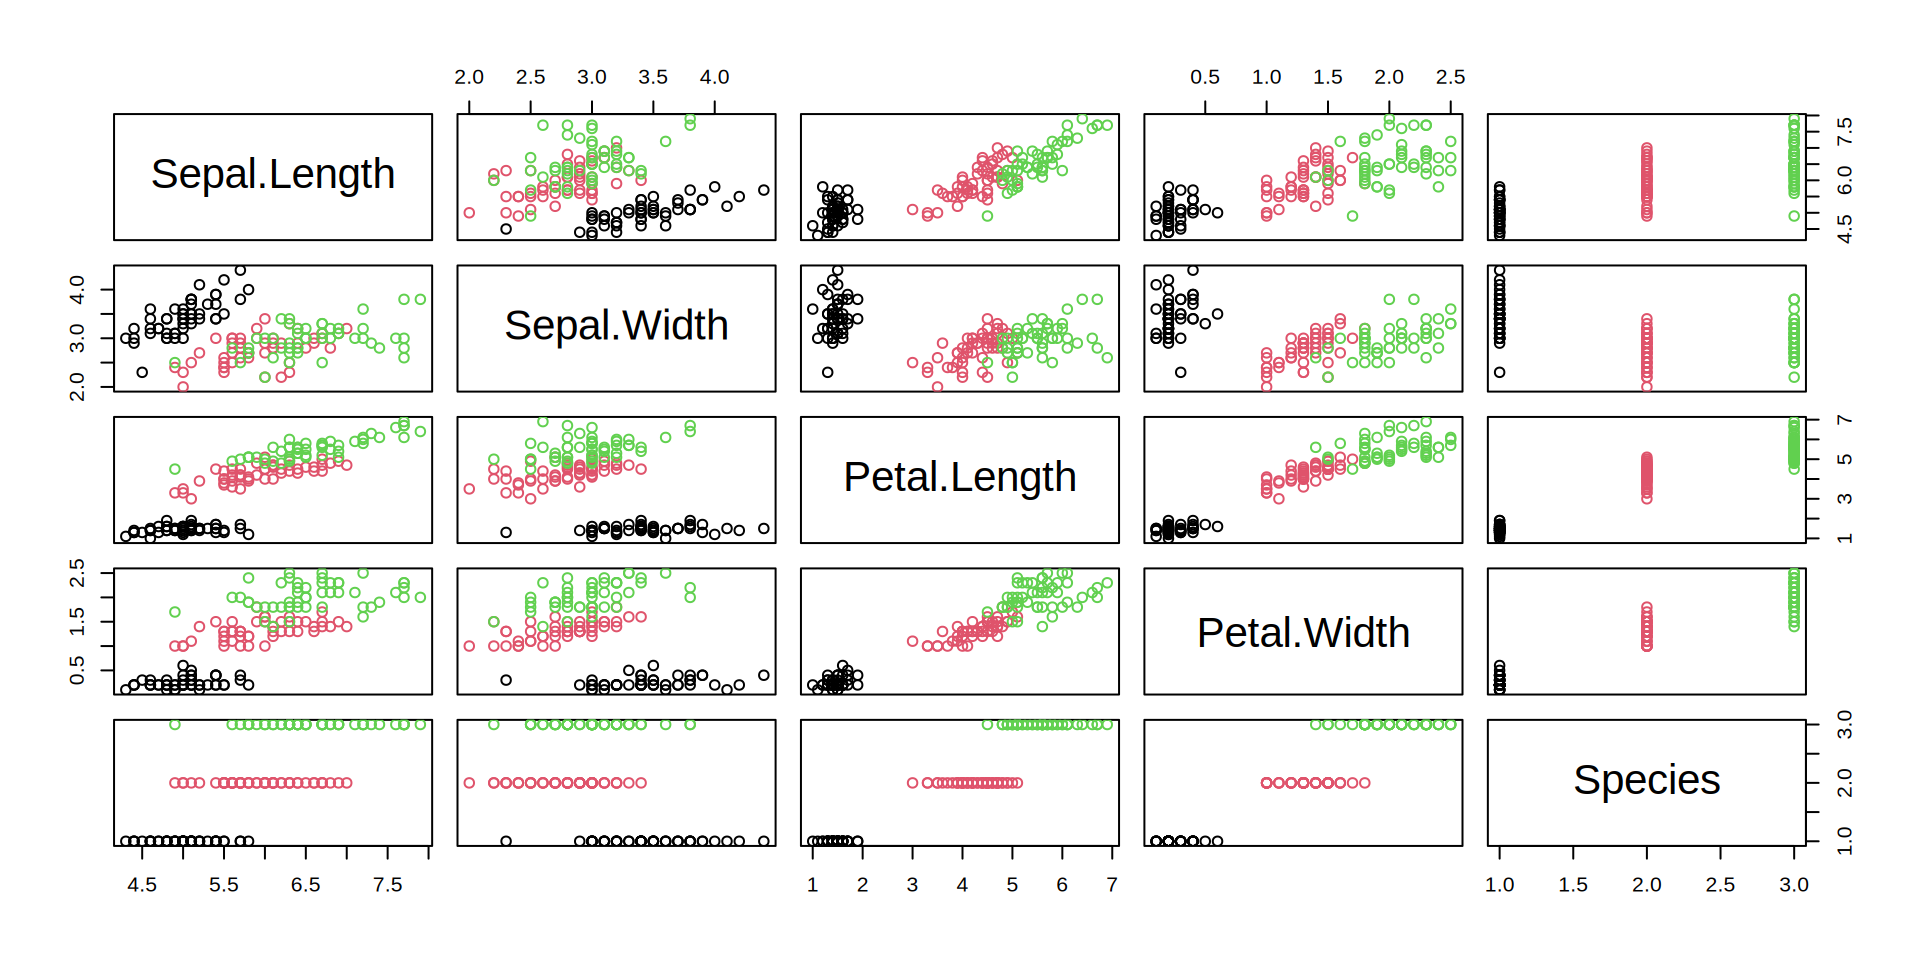 2.0 2.5 3.0 3.5 4.0 0.5 1.0 1.5 2.0 2.5
Sepal.Length
4.5 6.0 7.5
2.0 3.0 4.0
Sepal.Width
Petal.Length
1 3 5 7
0.5 1.5 2.5
Petal.Width
Species
1.0 2.0 3.0
4.5 5.5 6.5 7.5 1 2 3 4 5 6 7 1.0 1.5 2.0 2.5 3.0